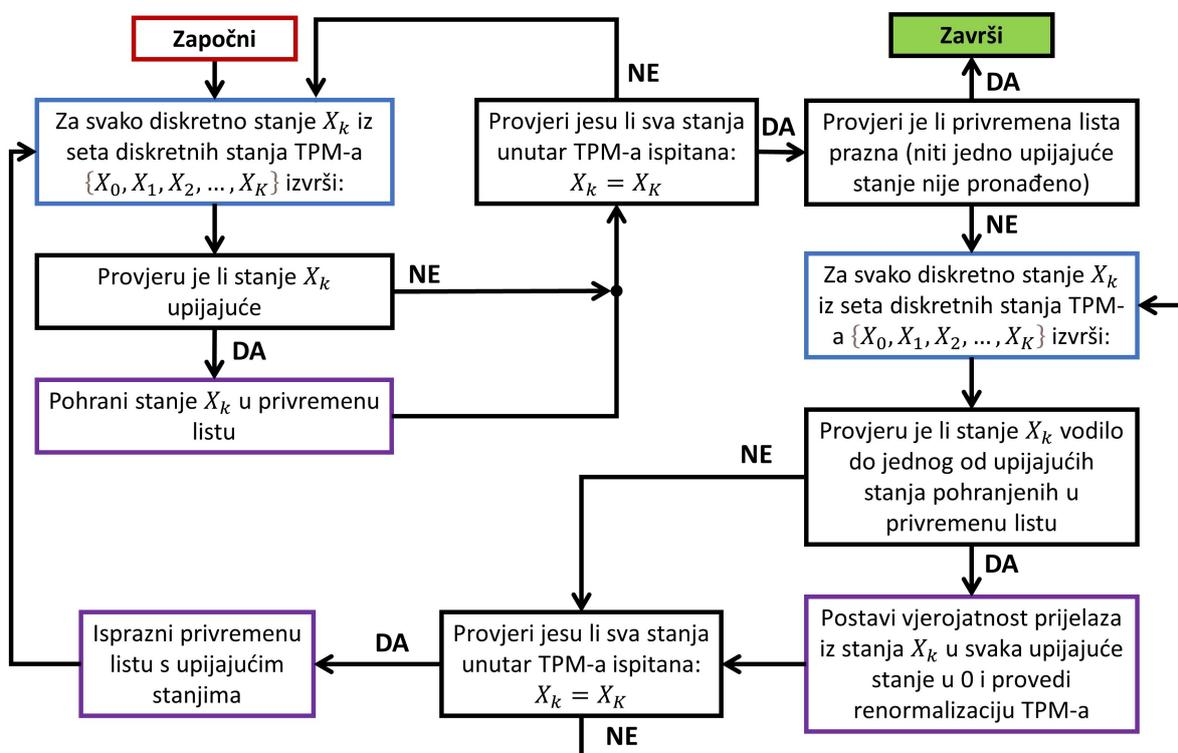 Započni
Za svako diskretno stanje X_k iz
seta diskretnih stanja TPM-a
{X_0, X_1, X_2, ..., X_K} izvrši:
Provjeru je li stanje X_k
upijajuće
NE
DA
Pohrani stanje X_k u privremenu
listu
NE
Provjeri jesu li sva stanja
unutar TPM-a ispitana:
X_k = X_K
DA
Završi
DA
Provjeri je li privremena lista
prazna (niti jedno upijajuće
stanje nije pronađeno)
NE
Za svako diskretno stanje X_k
iz seta diskretnih stanja TPM-
a {X_0, X_1, X_2, ..., X_K} izvrši:
Provjeru je li stanje X_k vodilo
do jednog od upijajućih
stanja pohranjenih u
privremenu listu
NE
DA
Postavi vjerojatnost prijelaza
iz stanja X_k u svaka upijajuće
stanje u 0 i provedi
renormalizaciju TPM-a
Provjeri jesu li sva stanja
unutar TPM-a ispitana:
X_k = X_K
DA
NE
Isprazni privremenu
listu s upijajućim
stanjima